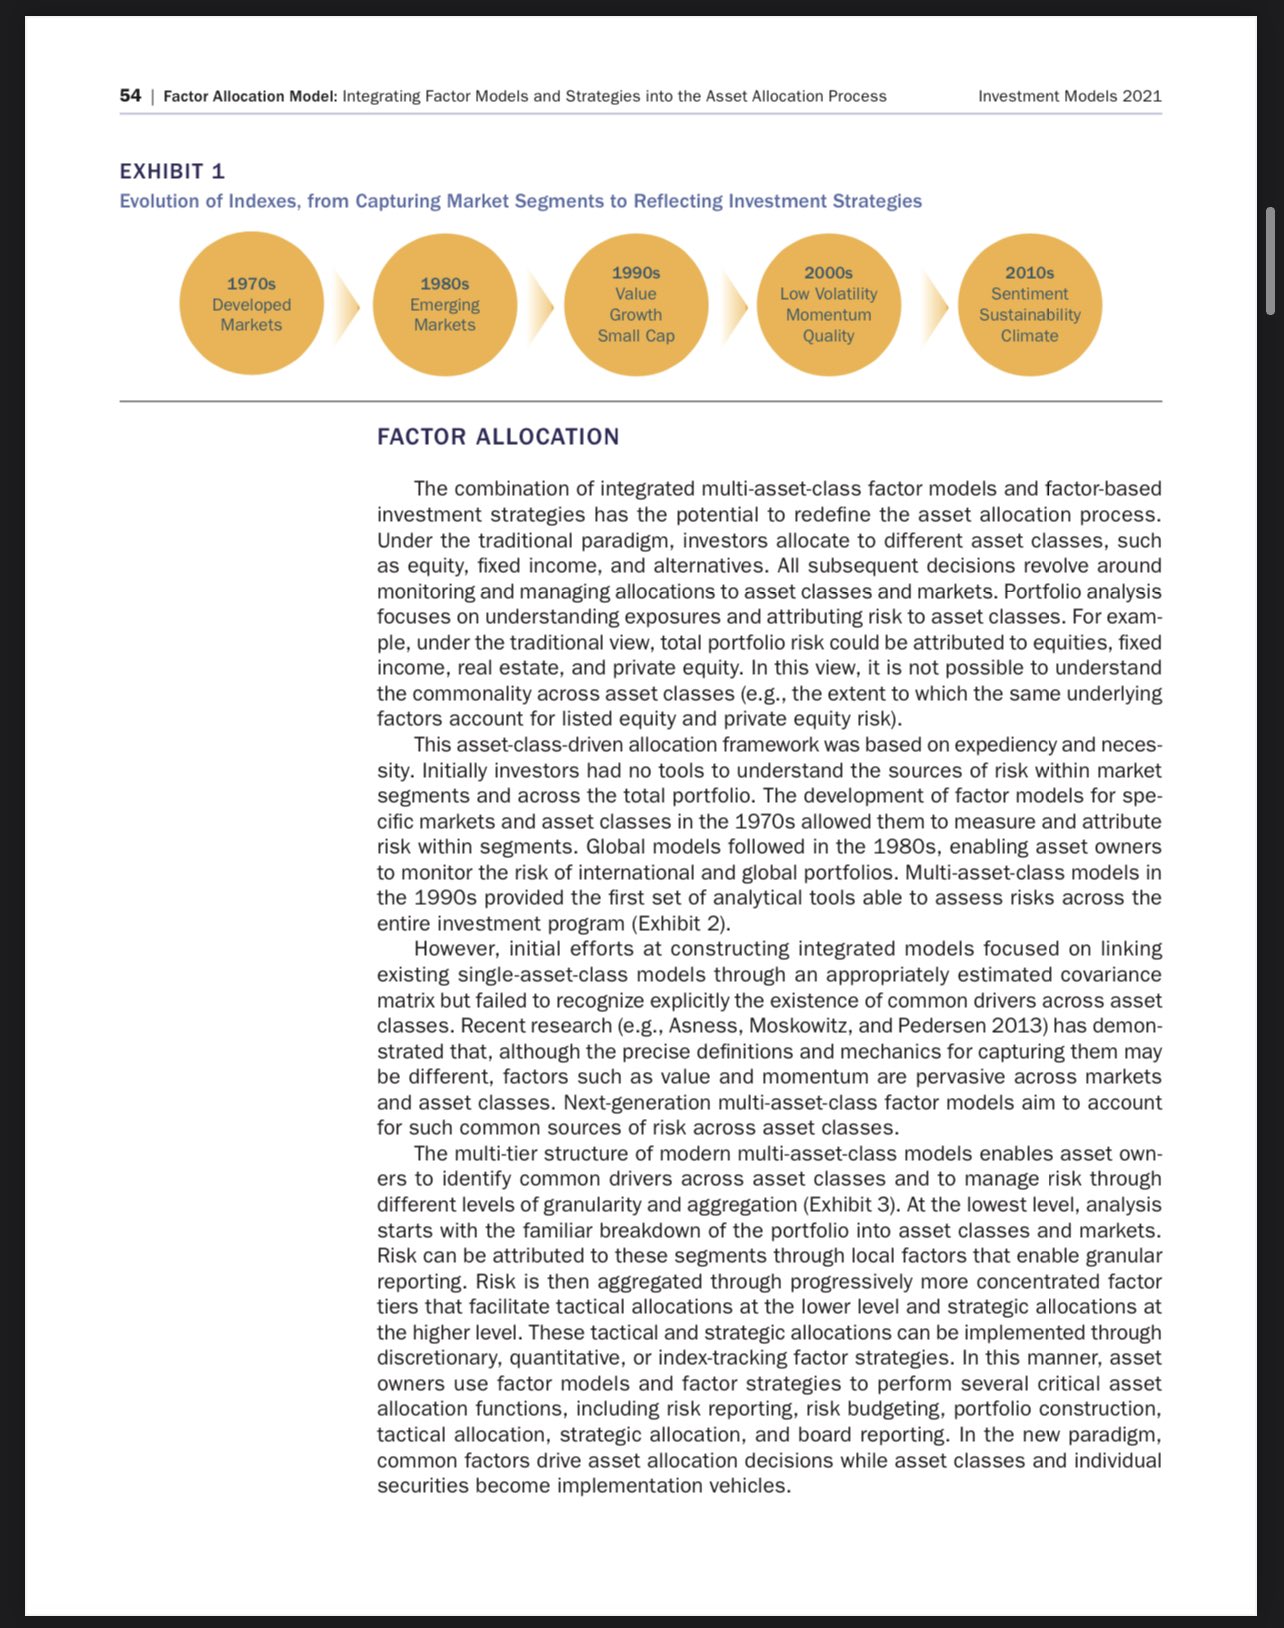 54 | Factor Allocation Model: Integrating Factor Models and Strategies into the Asset Allocation Process Investment Models 2021
EXHIBIT 1
Evolution of Indexes, from Capturing Market Segments to Reflecting Investment Strategies
1970s
Developed
Markets
1980s
Emerging
Markets
1990s
Value
Growth
Small Cap
2000s
Low Volatility
Momentum
Quality
2010s
Sentiment
Sustainability
Climate
FACTOR ALLOCATION
The combination of integrated multi-asset-class factor models and factor-based
investment strategies has the potential to redefine the asset allocation process.
Under the traditional paradigm, investors allocate to different asset classes, such
as equity, fixed income, and alternatives. All subsequent decisions revolve around
monitoring and managing allocations to asset classes and markets. Portfolio analysis
focuses on understanding exposures and attributing risk to asset classes. For exam-
ple, under the traditional view, total portfolio risk could be attributed to equities, fixed
income, real estate, and private equity. In this view, it is not possible to understand
the commonality across asset classes (e.g., the extent to which the same underlying
factors account for listed equity and private equity risk).
This asset-class-driven allocation framework was based on expediency and neces-
sity. Initially investors had no tools to understand the sources of risk within market
segments and across the total portfolio. The development of factor models for spe-
cific markets and asset classes in the 1970s allowed them to measure and attribute
risk within segments. Global models followed in the 1980s, enabling asset owners
to monitor the risk of international and global portfolios. Multi-asset-class models in
the 1990s provided the first set of analytical tools able to assess risks across the
entire investment program (Exhibit 2).
However, initial efforts at constructing integrated models focused on linking
existing single-asset-class models through an appropriately estimated covariance
matrix but failed to recognize explicitly the existence of common drivers across asset
classes. Recent research (e.g., Asness, Moskowitz, and Pedersen 2013) has demon-
strated that, although the precise definitions and mechanics for capturing them may
be different, factors such as value and momentum are pervasive across markets
and asset classes. Next-generation multi-asset-class factor models aim to account
for such common sources of risk across asset classes.
The multi-tier structure of modern multi-asset-class models enables asset own-
ers to identify common drivers across asset classes and to manage risk through
different levels of granularity and aggregation (Exhibit 3). At the lowest level, analysis
starts with the familiar breakdown of the portfolio into asset classes and markets.
Risk can be attributed to these segments through local factors that enable granular
reporting. Risk is then aggregated through progressively more concentrated factor
tiers that facilitate tactical allocations at the lower level and strategic allocations at
the higher level. These tactical and strategic allocations can be implemented through
discretionary, quantitative, or index-tracking factor strategies. In this manner, asset
owners use factor models and factor strategies to perform several critical asset
allocation functions, including risk reporting, risk budgeting, portfolio construction,
tactical allocation, strategic allocation, and board reporting. In the new paradigm,
common factors drive asset allocation decisions while asset classes and individual
securities become implementation vehicles.